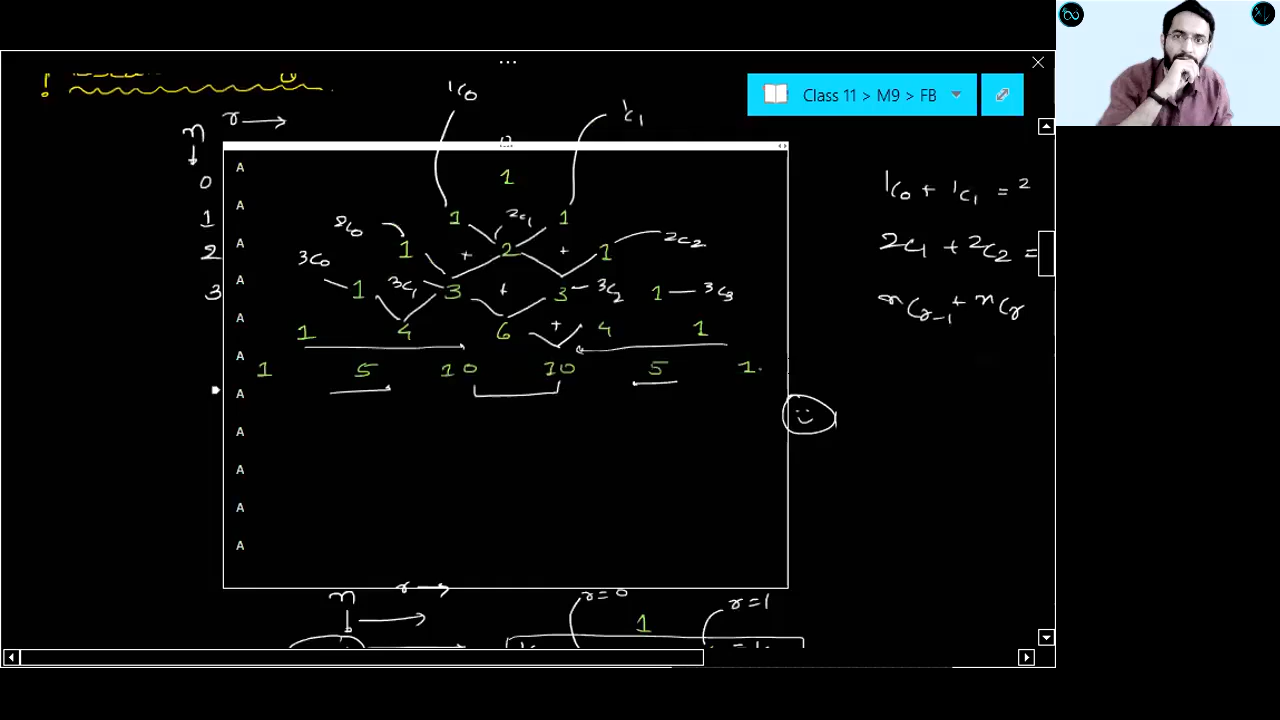 Class 11 > M9 > FB
1C0
1C1
r →
n
A
0 1
A
1 1 1
2C1
2C0
A
2 1 + 2 + 1
2C2
3C0
A
3 1 3C1 3 + 3 3C2 1 3C3
A
1 4 6 + 4 1
A
1 5 10 10 5 1
A
A
A
A
A
1C0 + 1C1 = 2
2C1 + 2C2 =
nCr-1 + nCr
n r →
r=0
r=1
1